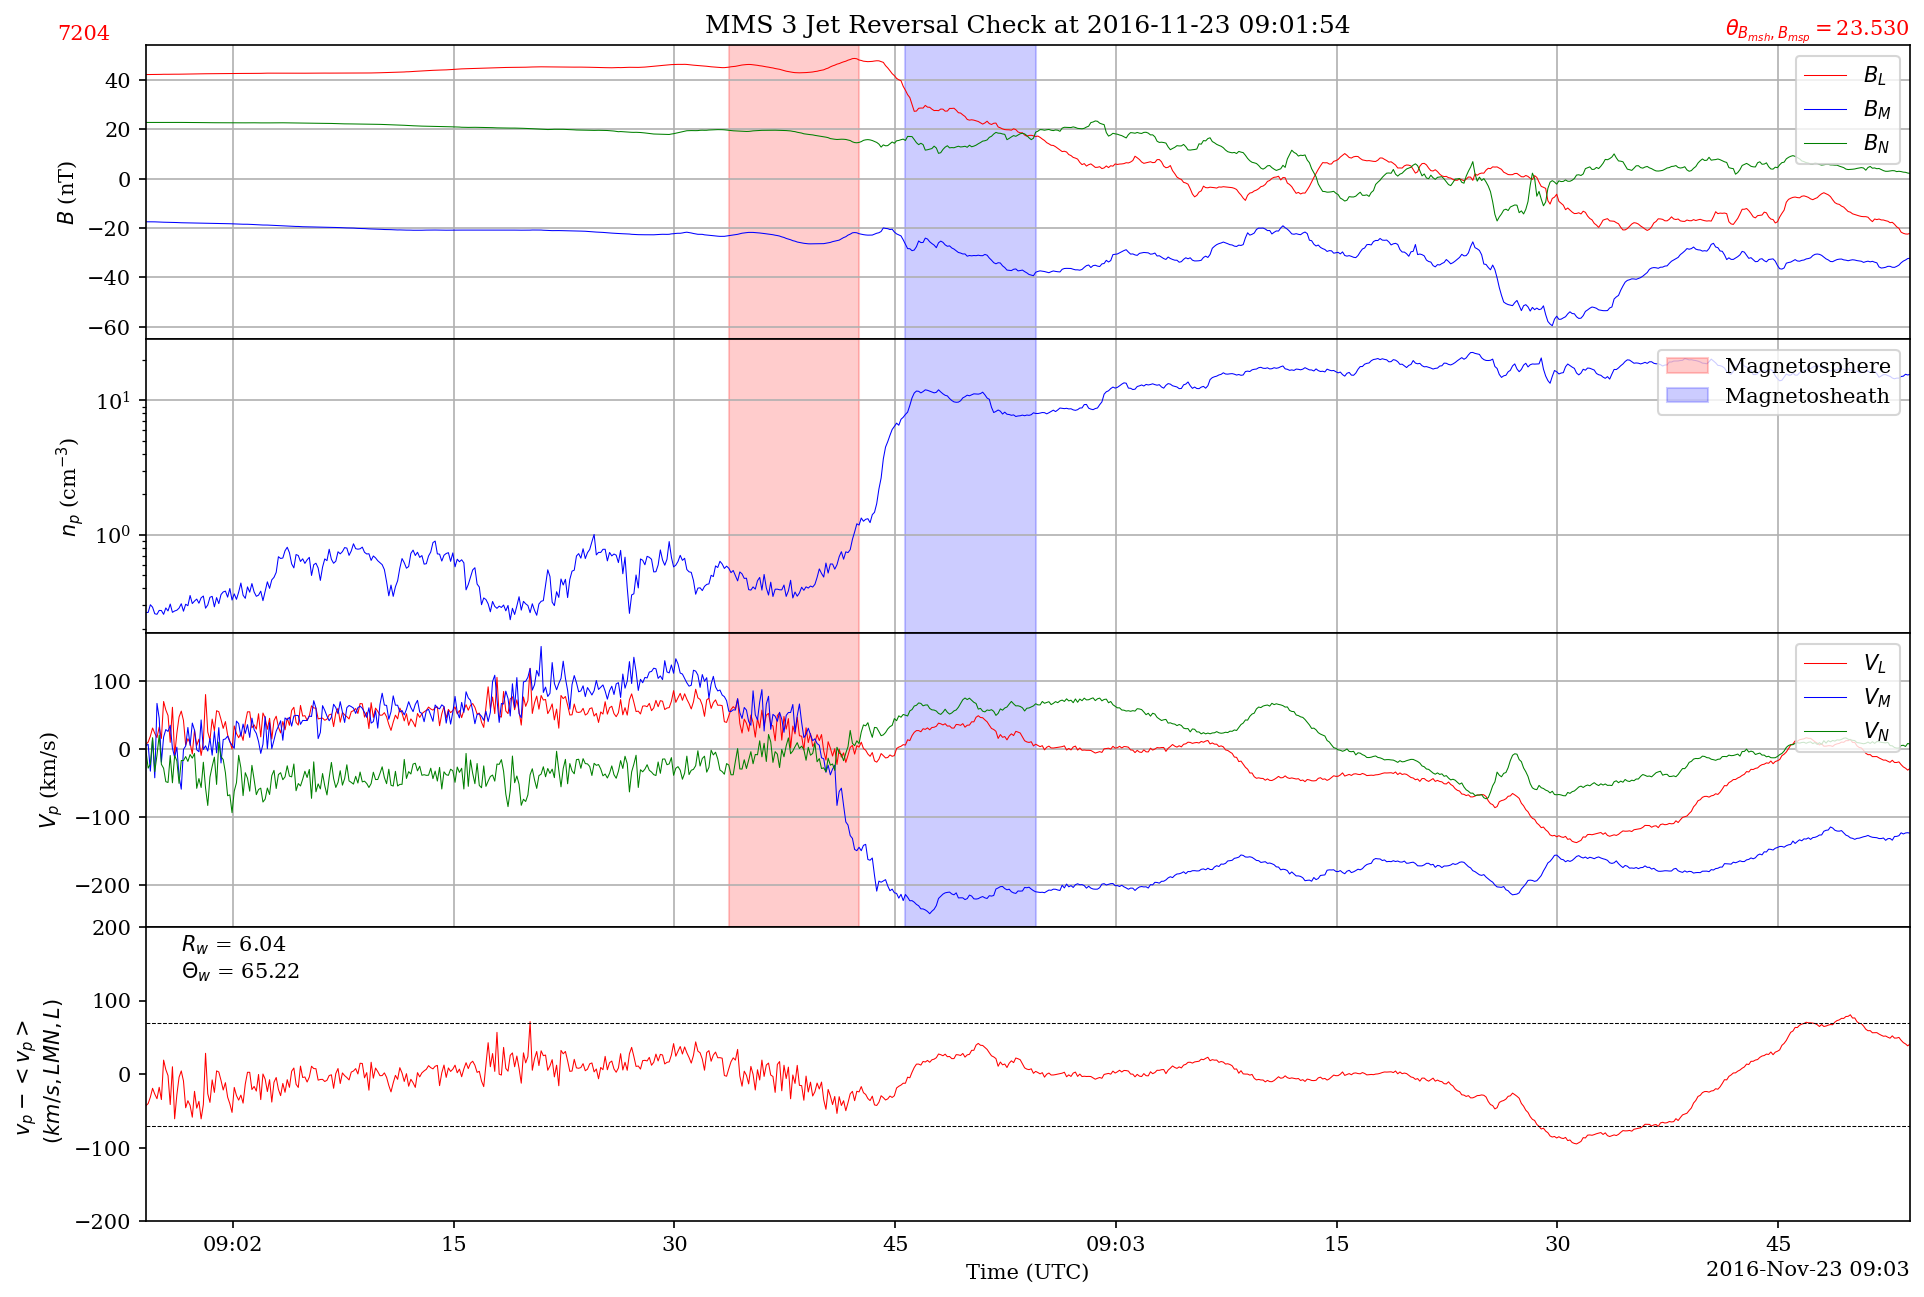 MMS 3 Jet Reversal Check at 2016-11-23 09:01:54
7204
θ_{B_{msh}, B_{msp}} = 23.530
40
20
0
−20
−40
−60
B (nT)
B_L
B_M
B_N
10^1
10^0
n_p (cm^{−3})
Magnetosphere
Magnetosheath
100
0
−100
−200
V_p (km/s)
V_L
V_M
V_N
200
100
0
−100
−200
v_p − < v_p >
(km/s, LMN, L)
R_w = 6.04
Θ_w = 65.22
09:02 15 30 45 09:03 15 30 45
Time (UTC)
2016-Nov-23 09:03